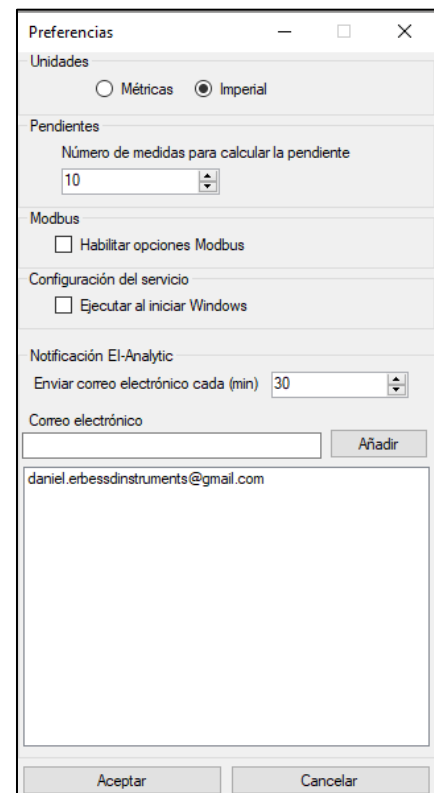 Preferencias
Unidades
Métricas Imperial
Pendientes
Número de medidas para calcular la pendiente
10
Modbus
Habilitar opciones Modbus
Configuración del servicio
Ejecutar al iniciar Windows
Notificación EI-Analytic
Enviar correo electrónico cada (min) 30
Correo electrónico
Añadir
daniel.erbessdinstruments@gmail.com
Aceptar Cancelar